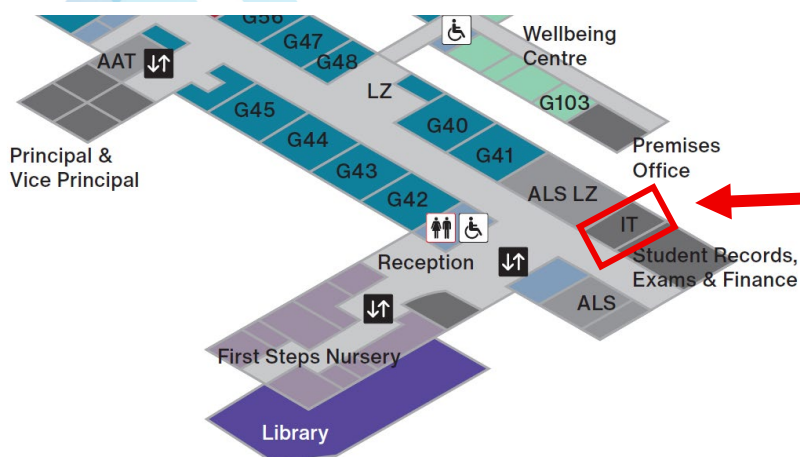 G56
G47
G48
AAT
LZ
Wellbeing
Centre
G103
G45
G44
G43
G42
G40
G41
Premises
Office
Principal &
Vice Principal
ALS LZ
IT
Reception
Student Records,
Exams & Finance
ALS
First Steps Nursery
Library